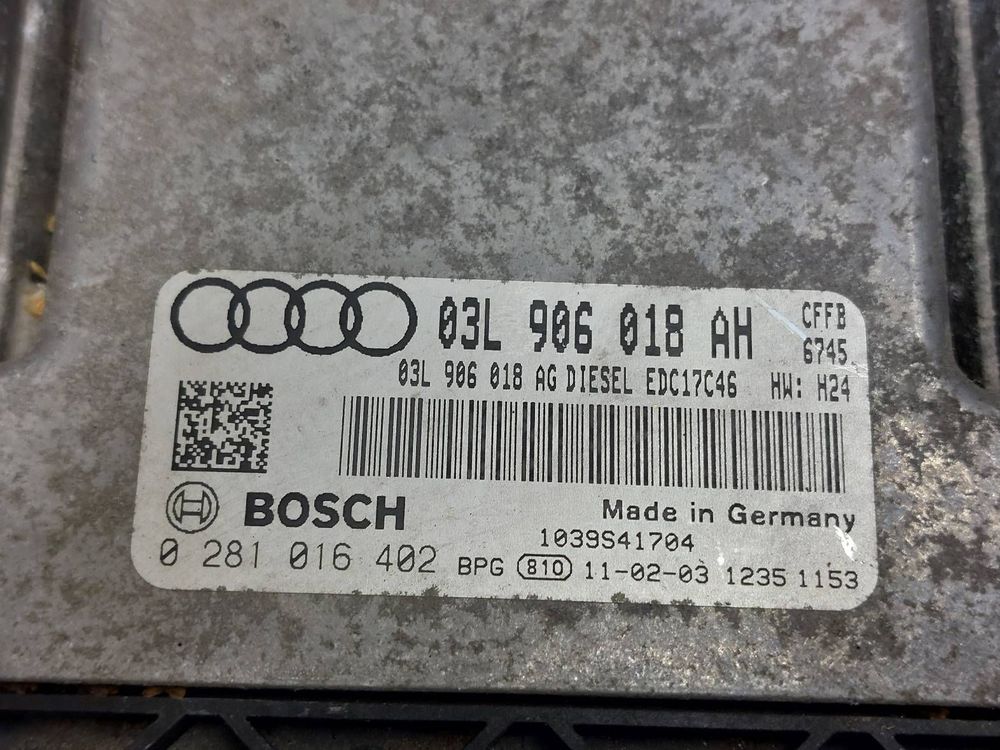 03L 906 018 AH CFFB
6745
03L 906 018 AG DIESEL EDC17C46 HW: H24
BOSCH
Made in Germany
1039S41704
0 281 016 402 BPG 810 11-02-03 1235 1153